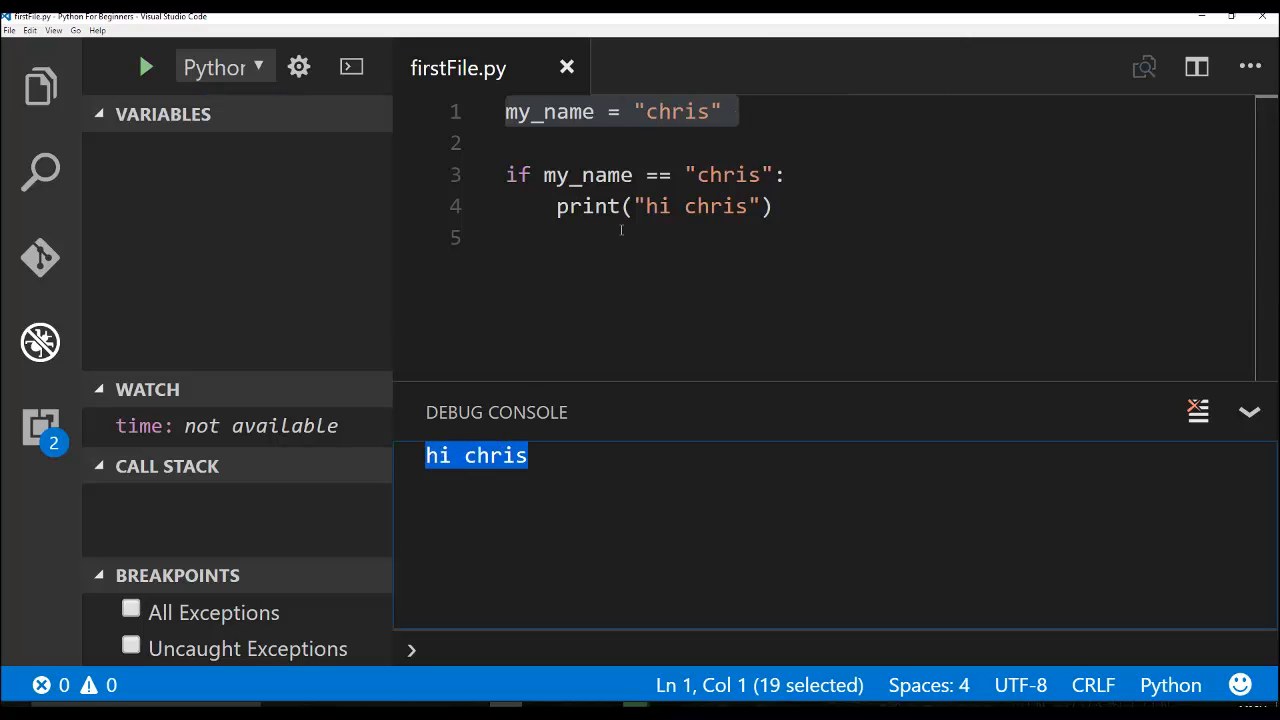 firstFile.py - Python For Beginners - Visual Studio Code
File Edit View Go Help
Python
firstFile.py
VARIABLES
1 my_name = "chris"
2
3 if my_name == "chris":
4 print("hi chris")
5
WATCH
time: not available
CALL STACK
BREAKPOINTS
All Exceptions
Uncaught Exceptions
2
DEBUG CONSOLE
hi chris
0 0 Ln 1, Col 1 (19 selected) Spaces: 4 UTF-8 CRLF Python